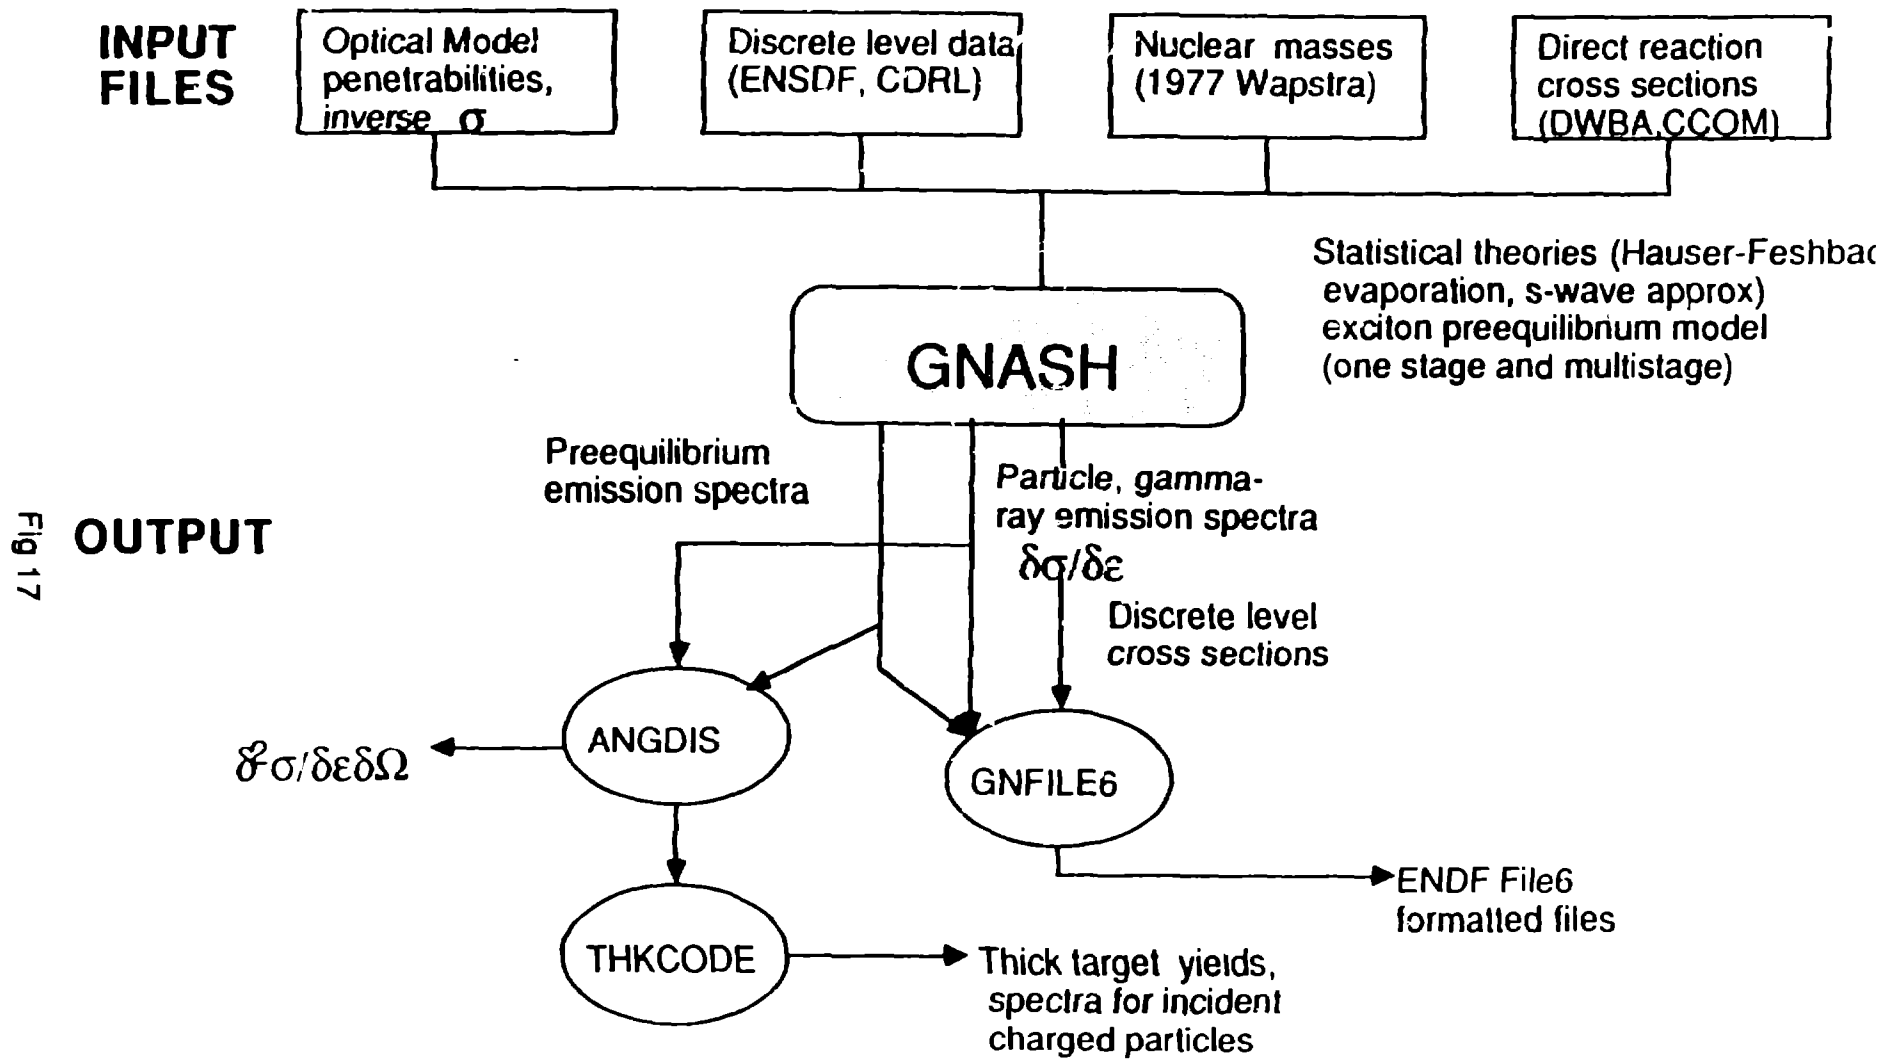 INPUT
FILES
Optical Model
penetrabilities,
inverse σ
Discrete level data
(ENSDF, CDRL)
Nuclear masses
(1977 Wapstra)
Direct reaction
cross sections
(DWBA,CCOM)
Statistical theories (Hauser-Feshbac
evaporation, s-wave approx)
exciton preequilibrium model
(one stage and multistage)
GNASH
Preequilibrium
emission spectra
Particle, gamma-
ray emission spectra
δσ/δε
Discrete level
cross sections
OUTPUT
Fig 17
ANGDIS
δ²σ/δεδΩ
GNFILE6
ENDF File6
formatted files
THKCODE
Thick target yields,
spectra for incident
charged particles